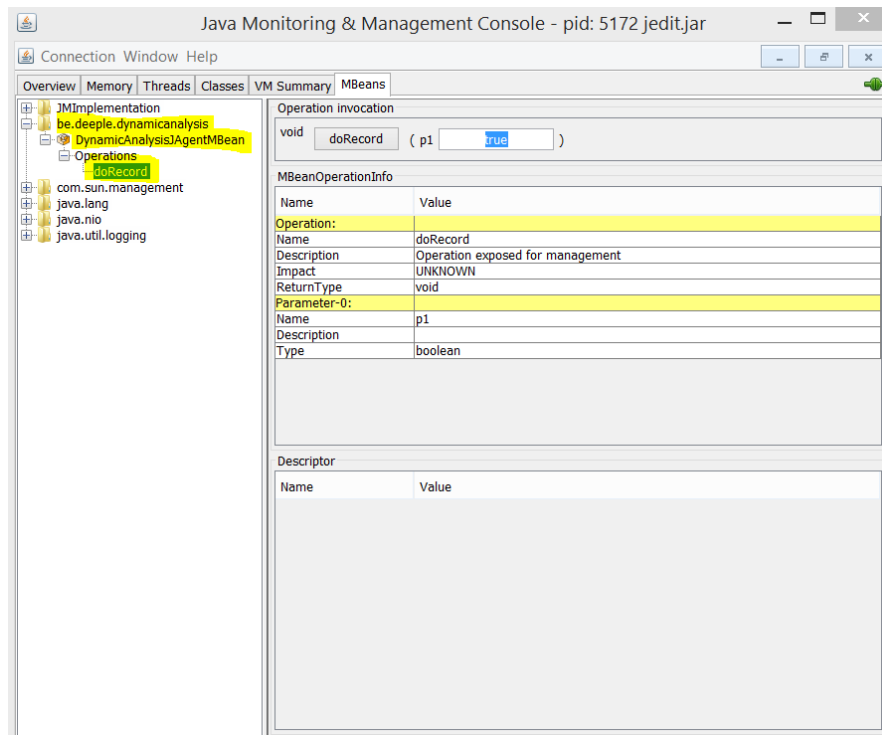 Java Monitoring & Management Console - pid: 5172 jedit.jar
Connection Window Help
Overview Memory Threads Classes VM Summary MBeans
JMImplementation
be.deeple.dynamicanalysis
DynamicAnalysisJAgentMBean
Operations
doRecord
com.sun.management
java.lang
java.nio
java.util.logging
Operation invocation
void doRecord ( p1 true )
MBeanOperationInfo
Name Value
Operation:
Name doRecord
Description Operation exposed for management
Impact UNKNOWN
ReturnType void
Parameter-0:
Name p1
Description
Type boolean
Descriptor
Name Value